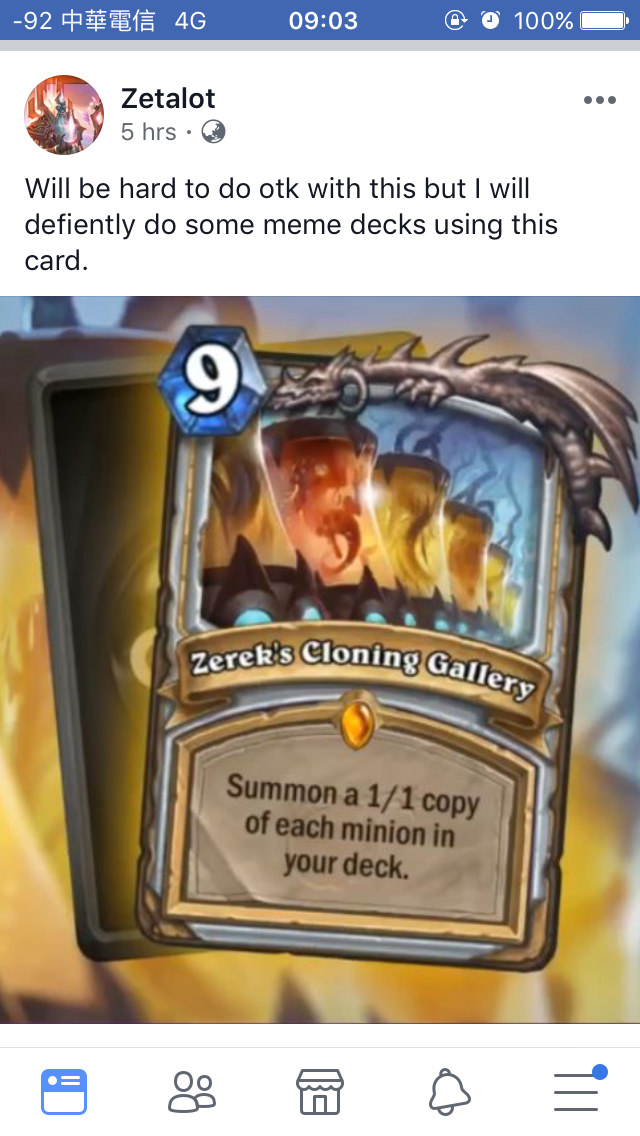 -92 中華電信 4G 09:03 100%
Zetalot
5 hrs ·
Will be hard to do otk with this but I will
defiently do some meme decks using this
card.
9
Zerek's Cloning Gallery
Summon a 1/1 copy
of each minion in
your deck.